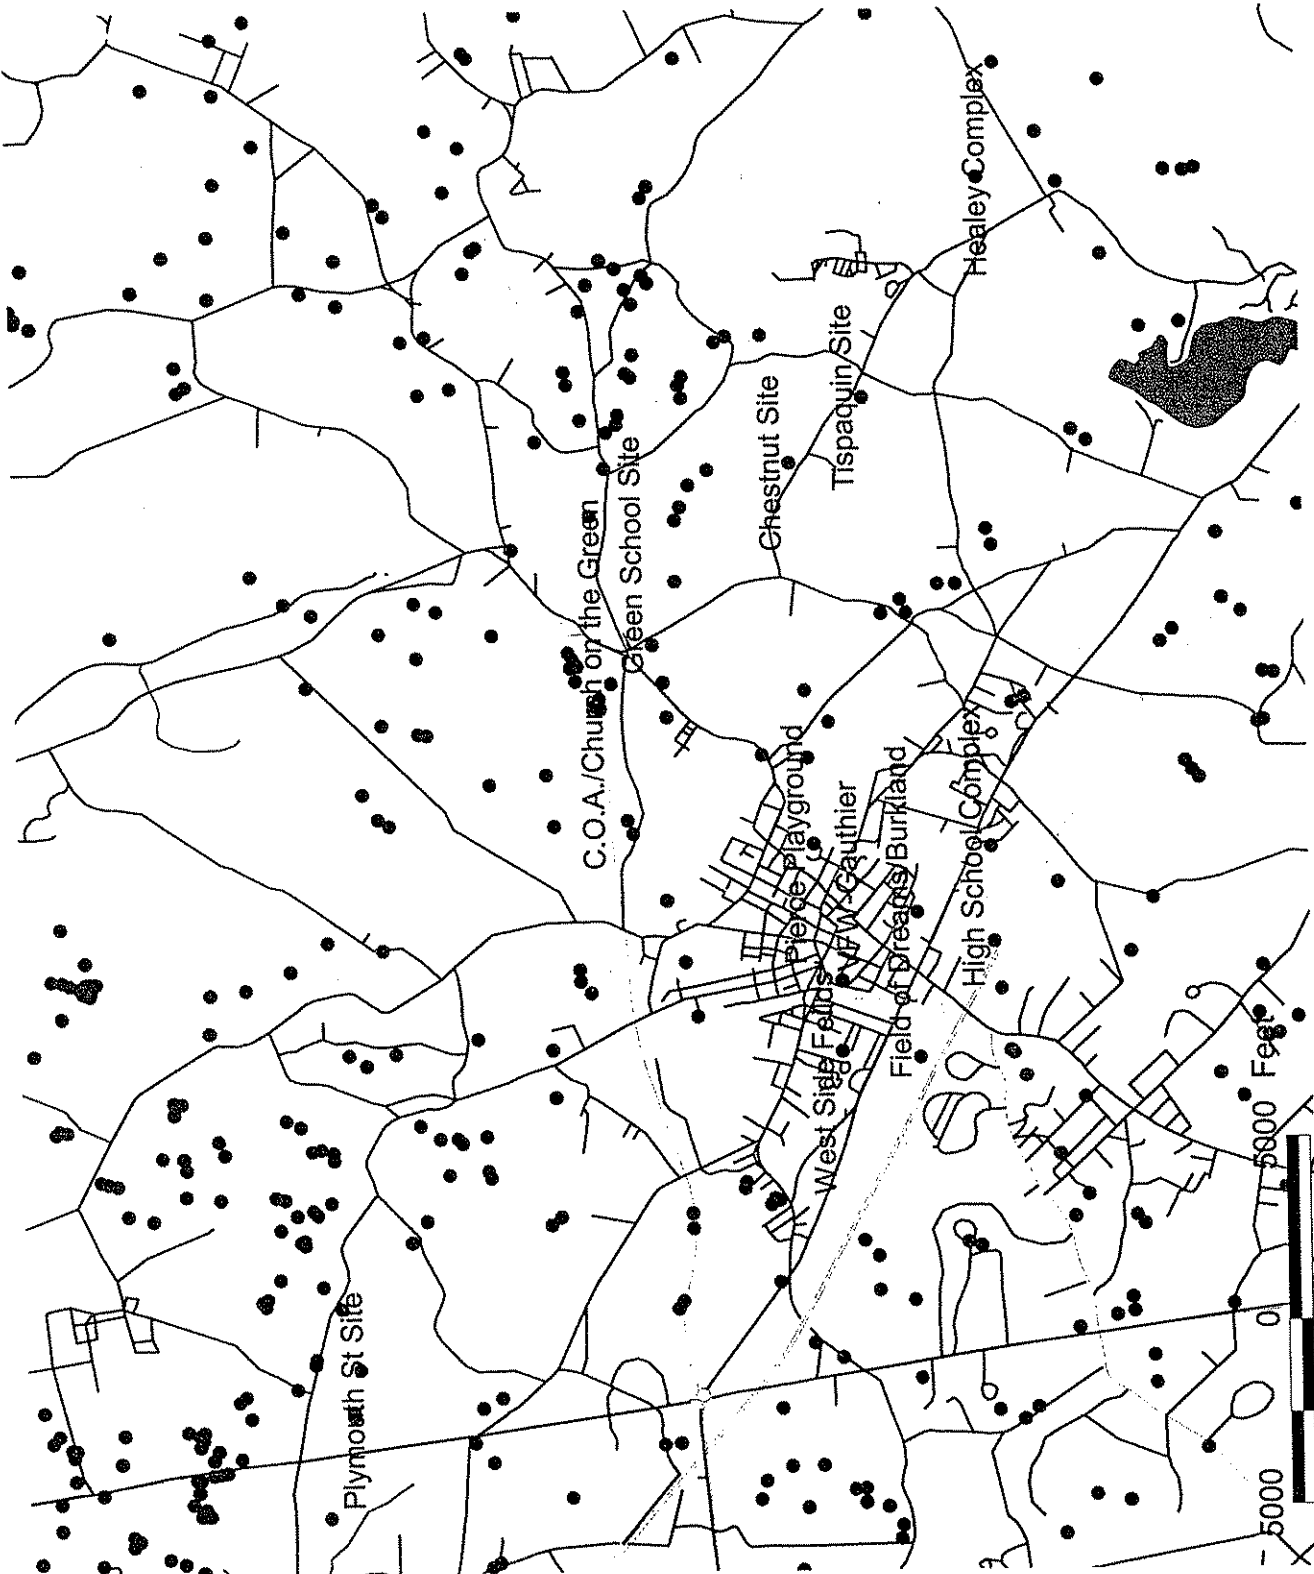 Healey Complex
Tispaquin Site
Chestnut Site
Green School Site
C.O.A./Church on the Green
Pierce Playground
VFW Gauthier
Field of Dreams/Burkland
High School Complex
West Side Feilds
Plymouth St Site
5000 0 5000 Feet